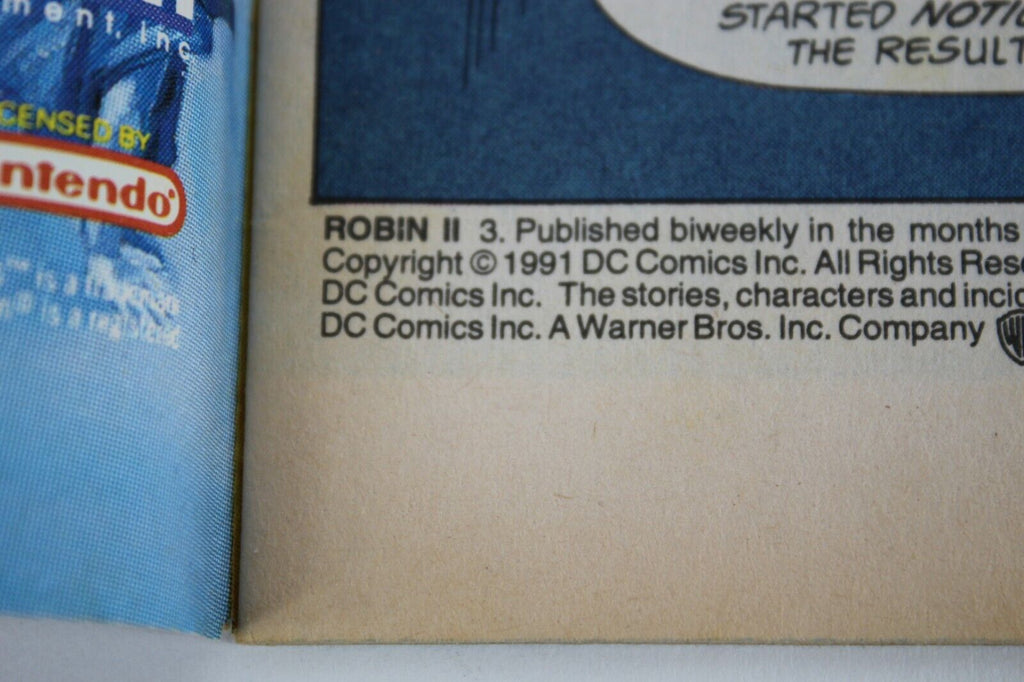 ment, Inc
CENSED BY
ntendo
STARTED NOTI
THE RESULT
ROBIN II 3. Published biweekly in the months
Copyright © 1991 DC Comics Inc. All Rights Rese
DC Comics Inc. The stories, characters and incid
DC Comics Inc. A Warner Bros. Inc. Company